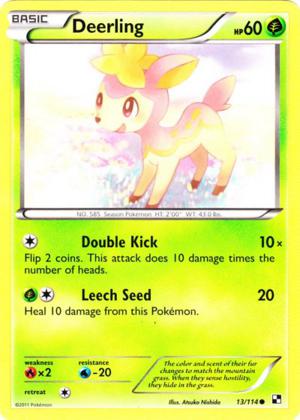 BASIC
Deerling
HP60
NO. 585 Season Pokémon HT: 2'00" WT: 43.0 lbs.
Double Kick 10×
Flip 2 coins. This attack does 10 damage times
the number of heads.
Leech Seed 20
Heal 10 damage from this Pokémon.
weakness
×2
resistance
-20
retreat
The color and scent of their fur
changes to match the mountain
grass. When they sense hostility,
they hide in the grass.
©2011 Pokémon
Illus. Atsuko Nishida
13/114